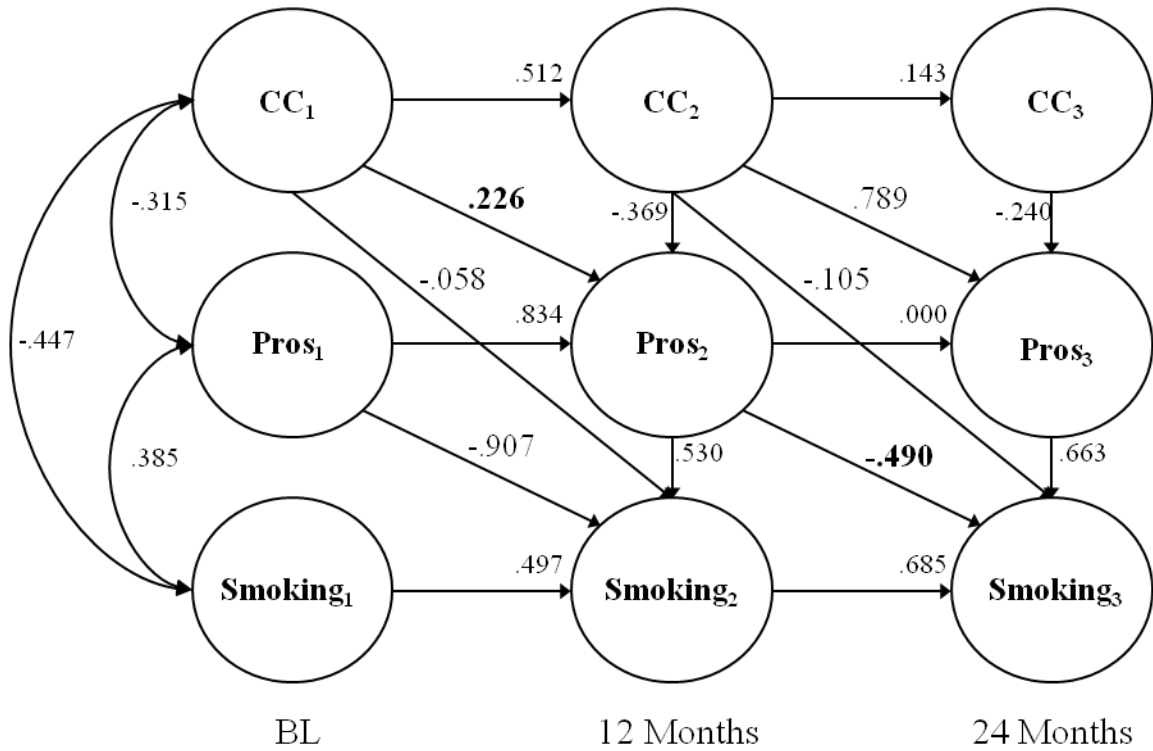 .512
.143
CC₁
CC₂
CC₃
-.315
.226
-.369
.789
-.240
-.058
-.105
.834
.000
-.447
Pros₁
Pros₂
Pros₃
.385
-.907
.530
-.490
.663
.497
.685
Smoking₁
Smoking₂
Smoking₃
BL
12 Months
24 Months